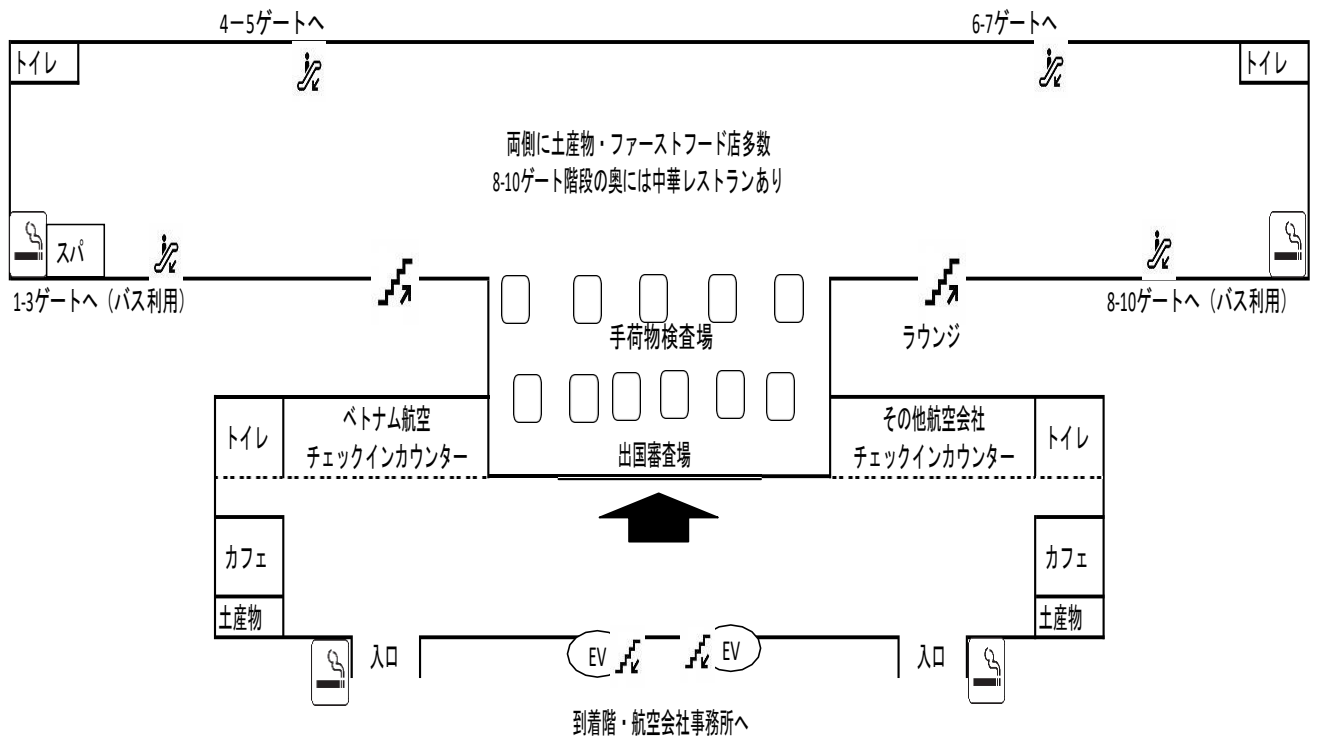 4－5ゲートへ
6-7ゲートへ
トイレ
トイレ
両側に土産物・ファーストフード店多数
8-10ゲート階段の奥には中華レストランあり
スパ
1-3ゲートへ（バス利用）
8-10ゲートへ（バス利用）
手荷物検査場
ラウンジ
トイレ
ベトナム航空
チェックインカウンター
出国審査場
その他航空会社
チェックインカウンター
トイレ
カフェ
カフェ
土産物
土産物
入口
EV
EV
入口
到着階・航空会社事務所へ